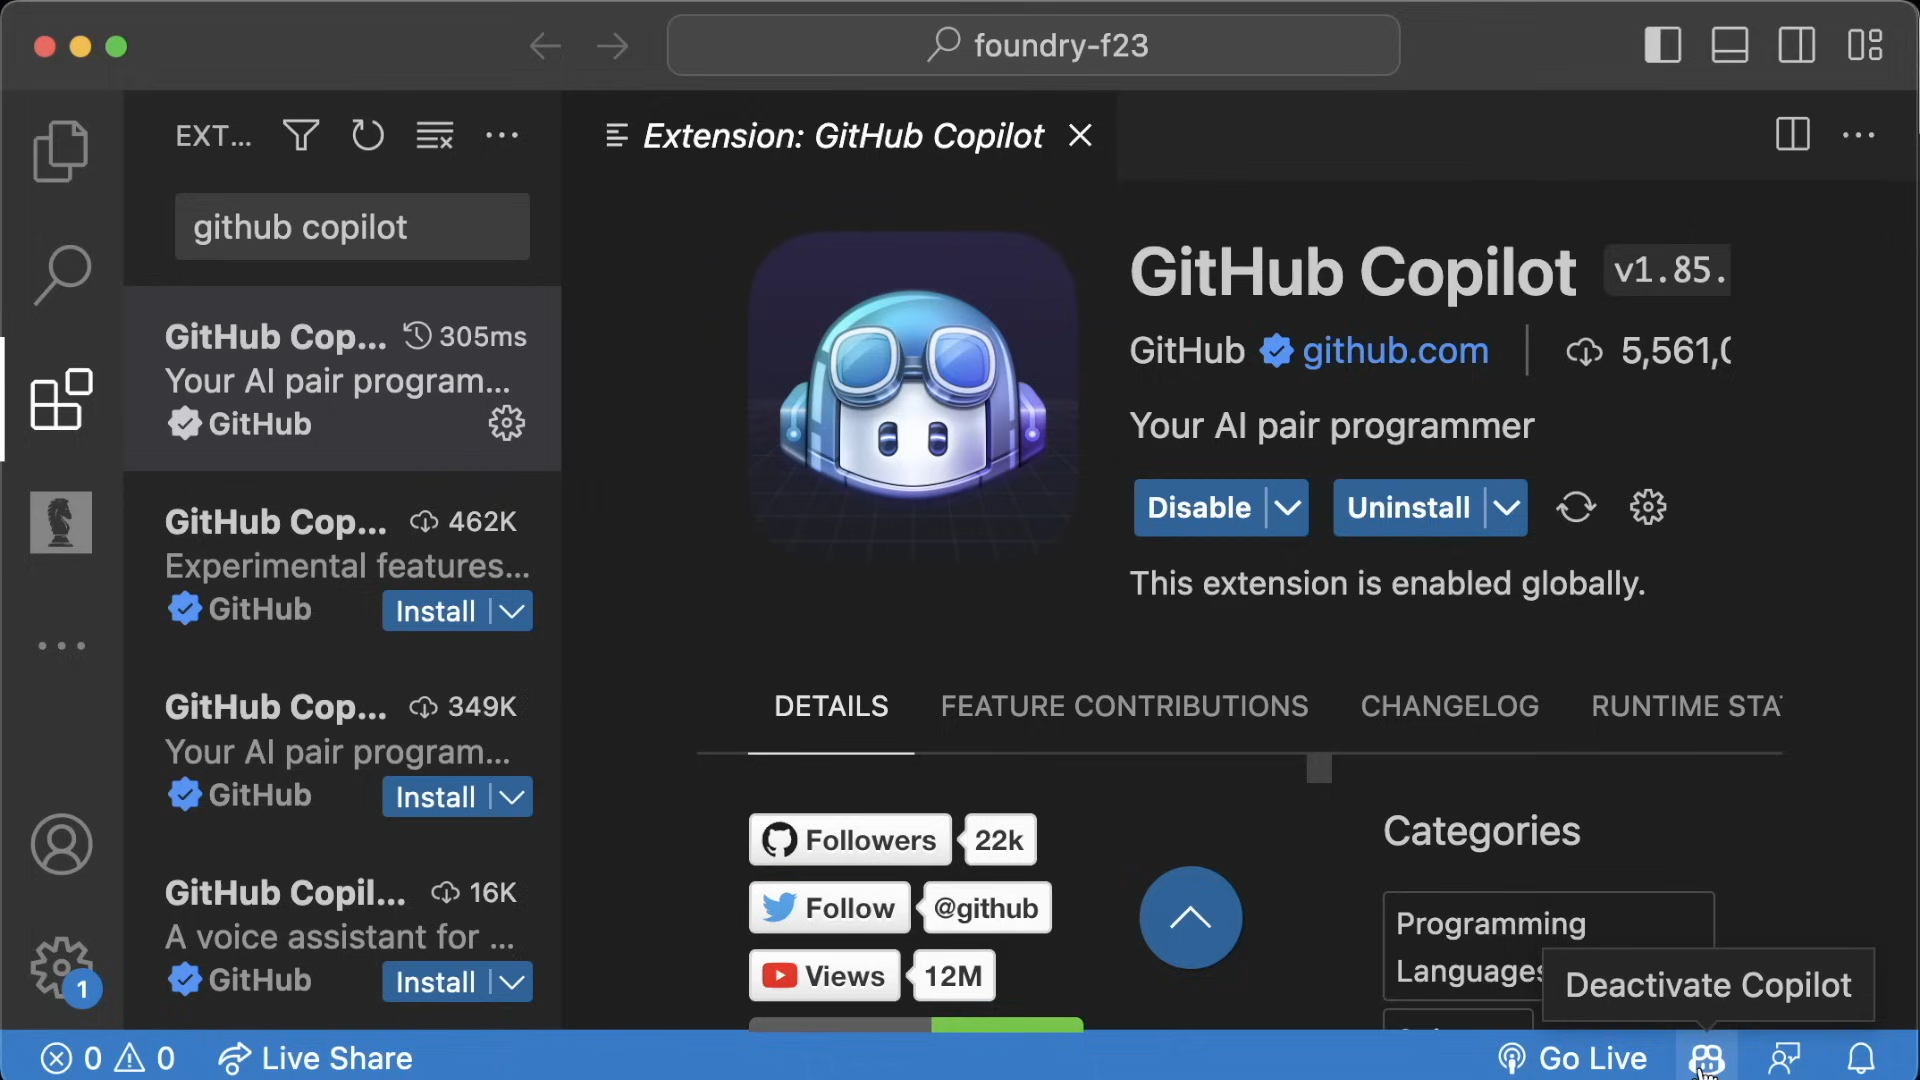 foundry-f23
EXT...
Extension: GitHub Copilot
github copilot
GitHub Cop... 305ms
Your AI pair program...
GitHub
GitHub Cop... 462K
Experimental features...
GitHub Install
GitHub Cop... 349K
Your AI pair program...
GitHub Install
GitHub Copil... 16K
A voice assistant for ...
GitHub Install
1
GitHub Copilot v1.85.
GitHub github.com 5,561,
Your AI pair programmer
Disable Uninstall
This extension is enabled globally.
DETAILS FEATURE CONTRIBUTIONS CHANGELOG RUNTIME STA
Followers 22k
Follow @github
Views 12M
Categories
Programming
Languages
Deactivate Copilot
0 0 Live Share
Go Live